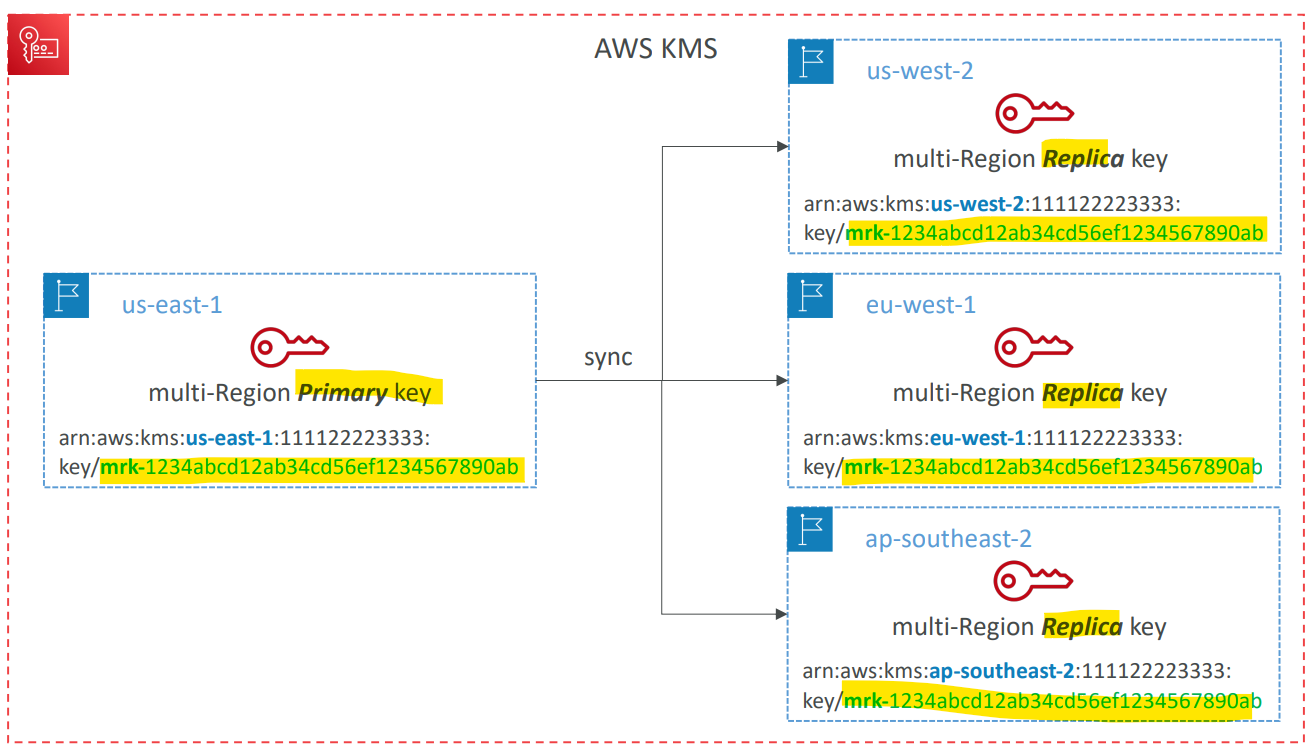 AWS KMS
us-east-1
multi-Region Primary key
arn:aws:kms:us-east-1:111122223333:
key/mrk-1234abcd12ab34cd56ef1234567890ab
sync
us-west-2
multi-Region Replica key
arn:aws:kms:us-west-2:111122223333:
key/mrk-1234abcd12ab34cd56ef1234567890ab
eu-west-1
multi-Region Replica key
arn:aws:kms:eu-west-1:111122223333:
key/mrk-1234abcd12ab34cd56ef1234567890ab
ap-southeast-2
multi-Region Replica key
arn:aws:kms:ap-southeast-2:111122223333:
key/mrk-1234abcd12ab34cd56ef1234567890ab